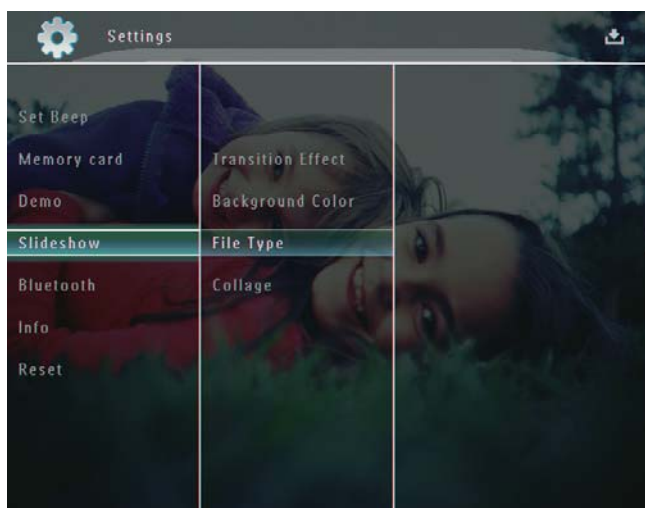 Settings
Set Beep
Memory card
Demo
Slideshow
Bluetooth
Info
Reset
Transition Effect
Background Color
File Type
Collage